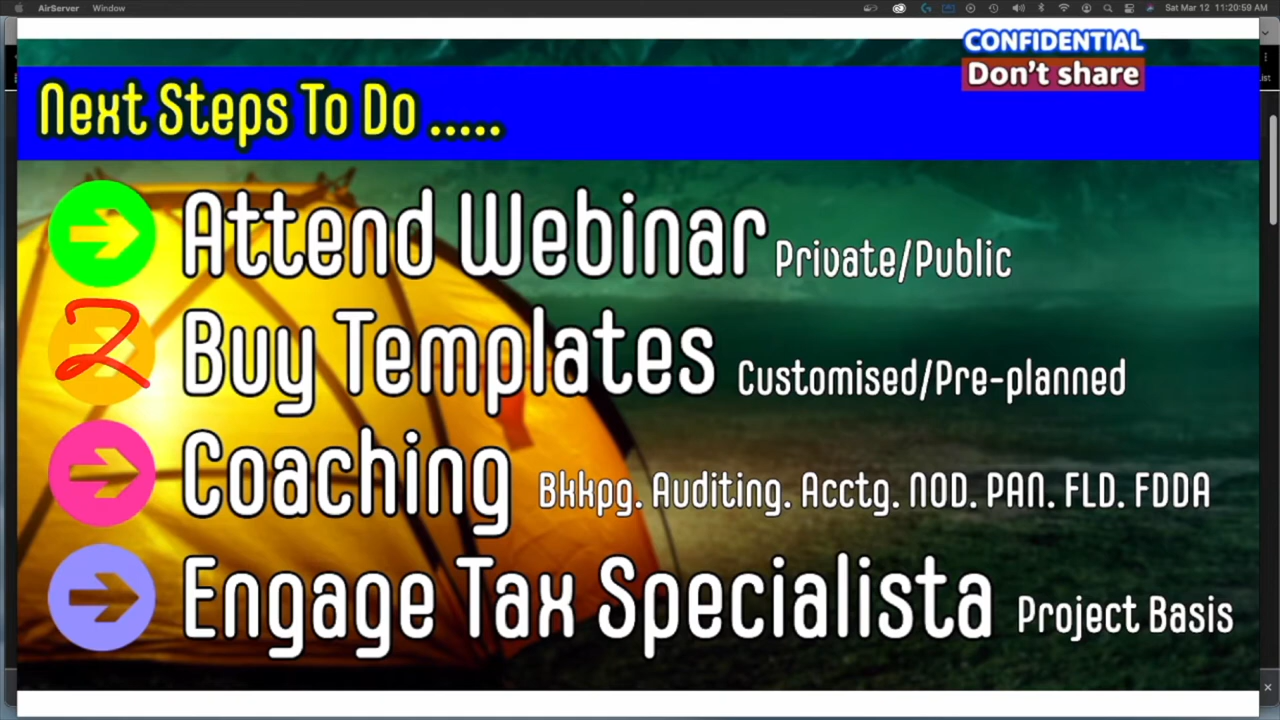 AirServer Window Sat Mar 12 11:20:59 AM
CONFIDENTIAL
Don't share
Next Steps To Do .....
Attend Webinar Private/Public
2 Buy Templates Customised/Pre-planned
Coaching Bkkpg. Auditing. Acctg. NOD. PAN. FLD. FDDA
Engage Tax Specialista Project Basis